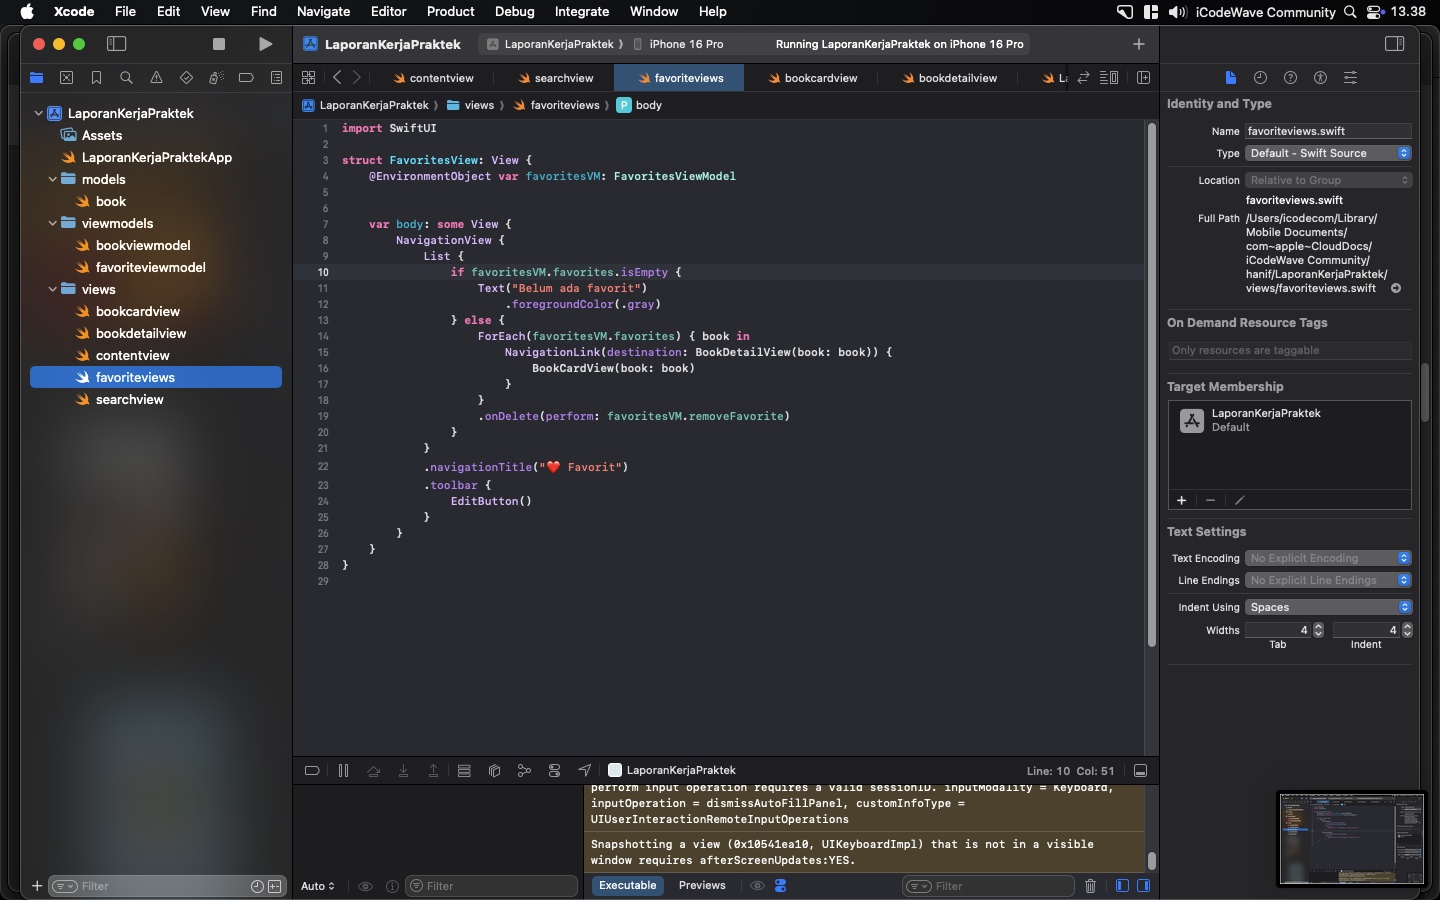 Xcode File Edit View Find Navigate Editor Product Debug Integrate Window Help iCodeWave Community 13.38
LaporanKerjaPraktek LaporanKerjaPraktek iPhone 16 Pro Running LaporanKerjaPraktek on iPhone 16 Pro
contentview searchview favoriteviews bookcardview bookdetailview
LaporanKerjaPraktek views favoriteviews P body
LaporanKerjaPraktek
Assets
LaporanKerjaPraktekApp
models
book
viewmodels
bookviewmodel
favoriteviewmodel
views
bookcardview
bookdetailview
contentview
favoriteviews
searchview
Filter
1 import SwiftUI
2
3 struct FavoritesView: View {
4 @EnvironmentObject var favoritesVM: FavoritesViewModel
5
6
7 var body: some View {
8 NavigationView {
9 List {
10 if favoritesVM.favorites.isEmpty {
11 Text("Belum ada favorit")
12 .foregroundColor(.gray)
13 } else {
14 ForEach(favoritesVM.favorites) { book in
15 NavigationLink(destination: BookDetailView(book: book)) {
16 BookCardView(book: book)
17 }
18 }
19 .onDelete(perform: favoritesVM.removeFavorite)
20 }
21 }
22 .navigationTitle("❤️ Favorit")
23 .toolbar {
24 EditButton()
25 }
26 }
27 }
28 }
29
LaporanKerjaPraktek Line: 10 Col: 51
perform input operation requires a valid sessionID. inputModality = Keyboard,
inputOperation = dismissAutoFillPanel, customInfoType =
UIUserInteractionRemoteInputOperations
Snapshotting a view (0x10541ea10, UIKeyboardImpl) that is not in a visible
window requires afterScreenUpdates:YES.
Auto Filter Executable Previews Filter
Identity and Type
Name favoriteviews.swift
Type Default - Swift Source
Location Relative to Group
favoriteviews.swift
Full Path /Users/icodecom/Library/
Mobile Documents/
com~apple~CloudDocs/
iCodeWave Community/
hanif/LaporanKerjaPraktek/
views/favoriteviews.swift
On Demand Resource Tags
Only resources are taggable
Target Membership
LaporanKerjaPraktek
Default
Text Settings
Text Encoding No Explicit Encoding
Line Endings No Explicit Line Endings
Indent Using Spaces
Widths 4 4
Tab Indent